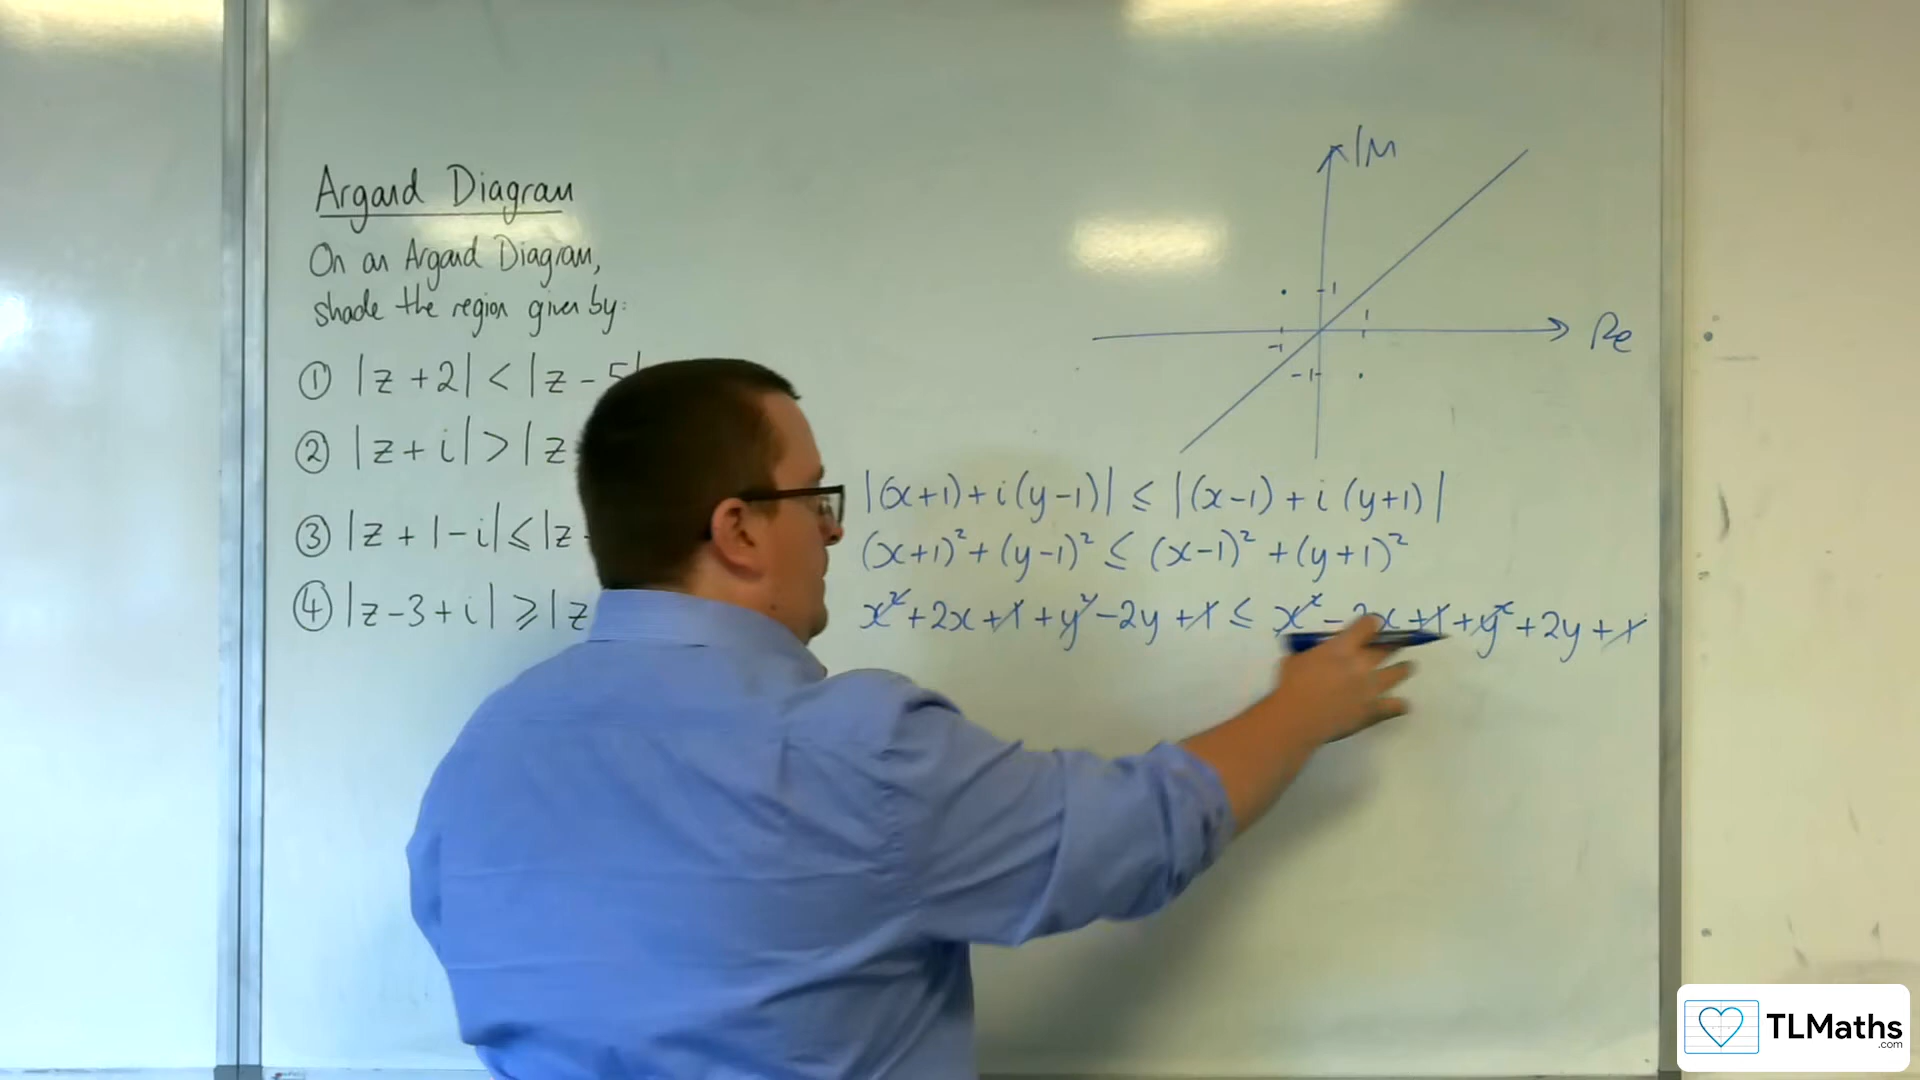 Argand Diagram
On an Argand Diagram,
shade the region given by:
① |z + 2| < |z - 5|
② |z + i| > |z
③ |z + 1 - i| ≤ |z -
④ |z - 3 + i| ≥ |z
Im
1
1
Re
-1
-1
|(x+1) + i(y-1)| ≤ |(x-1) + i(y+1)|
(x+1)² + (y-1)² ≤ (x-1)² + (y+1)²
x² + 2x + 1 + y² - 2y + 1 ≤ x² - 2x + 1 + y² + 2y + 1
TLMaths
.com